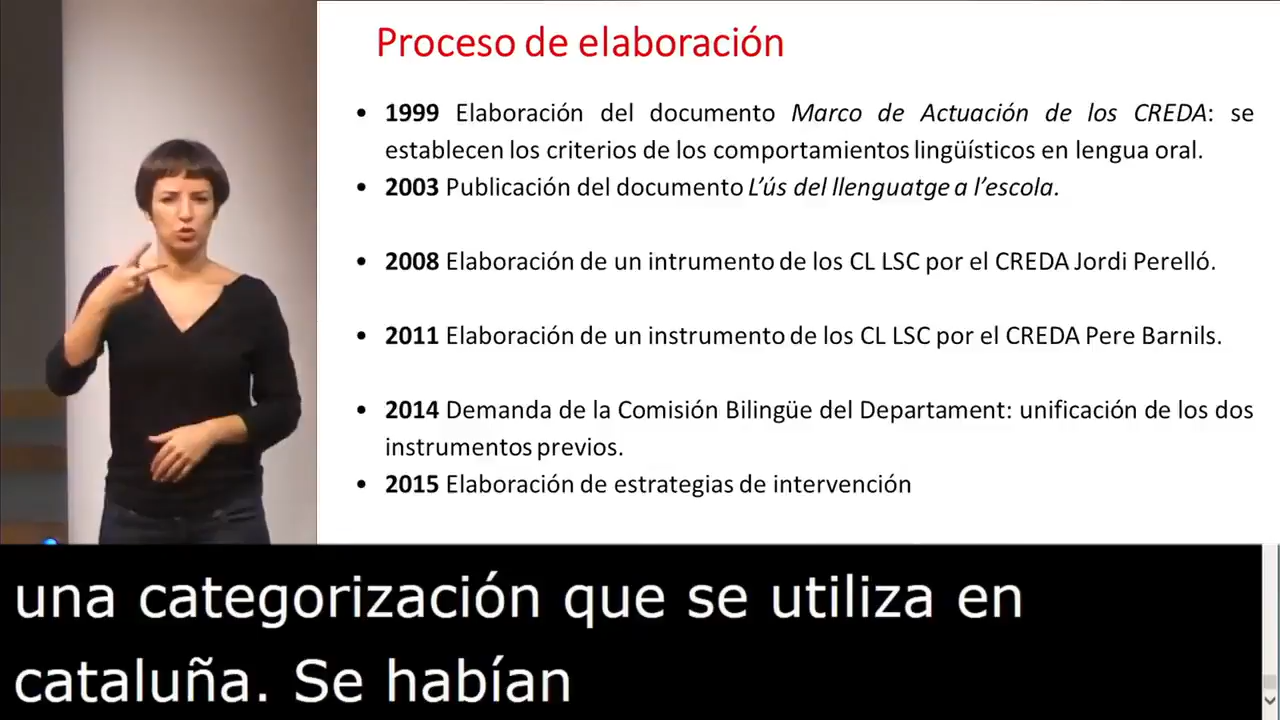 Proceso de elaboración
• 1999 Elaboración del documento Marco de Actuación de los CREDA: se
establecen los criterios de los comportamientos lingüísticos en lengua oral.
• 2003 Publicación del documento L’ús del llenguatge a l’escola.
• 2008 Elaboración de un intrumento de los CL LSC por el CREDA Jordi Perelló.
• 2011 Elaboración de un instrumento de los CL LSC por el CREDA Pere Barnils.
• 2014 Demanda de la Comisión Bilingüe del Departament: unificación de los dos
instrumentos previos.
• 2015 Elaboración de estrategias de intervención
una categorización que se utiliza en
cataluña. Se habían